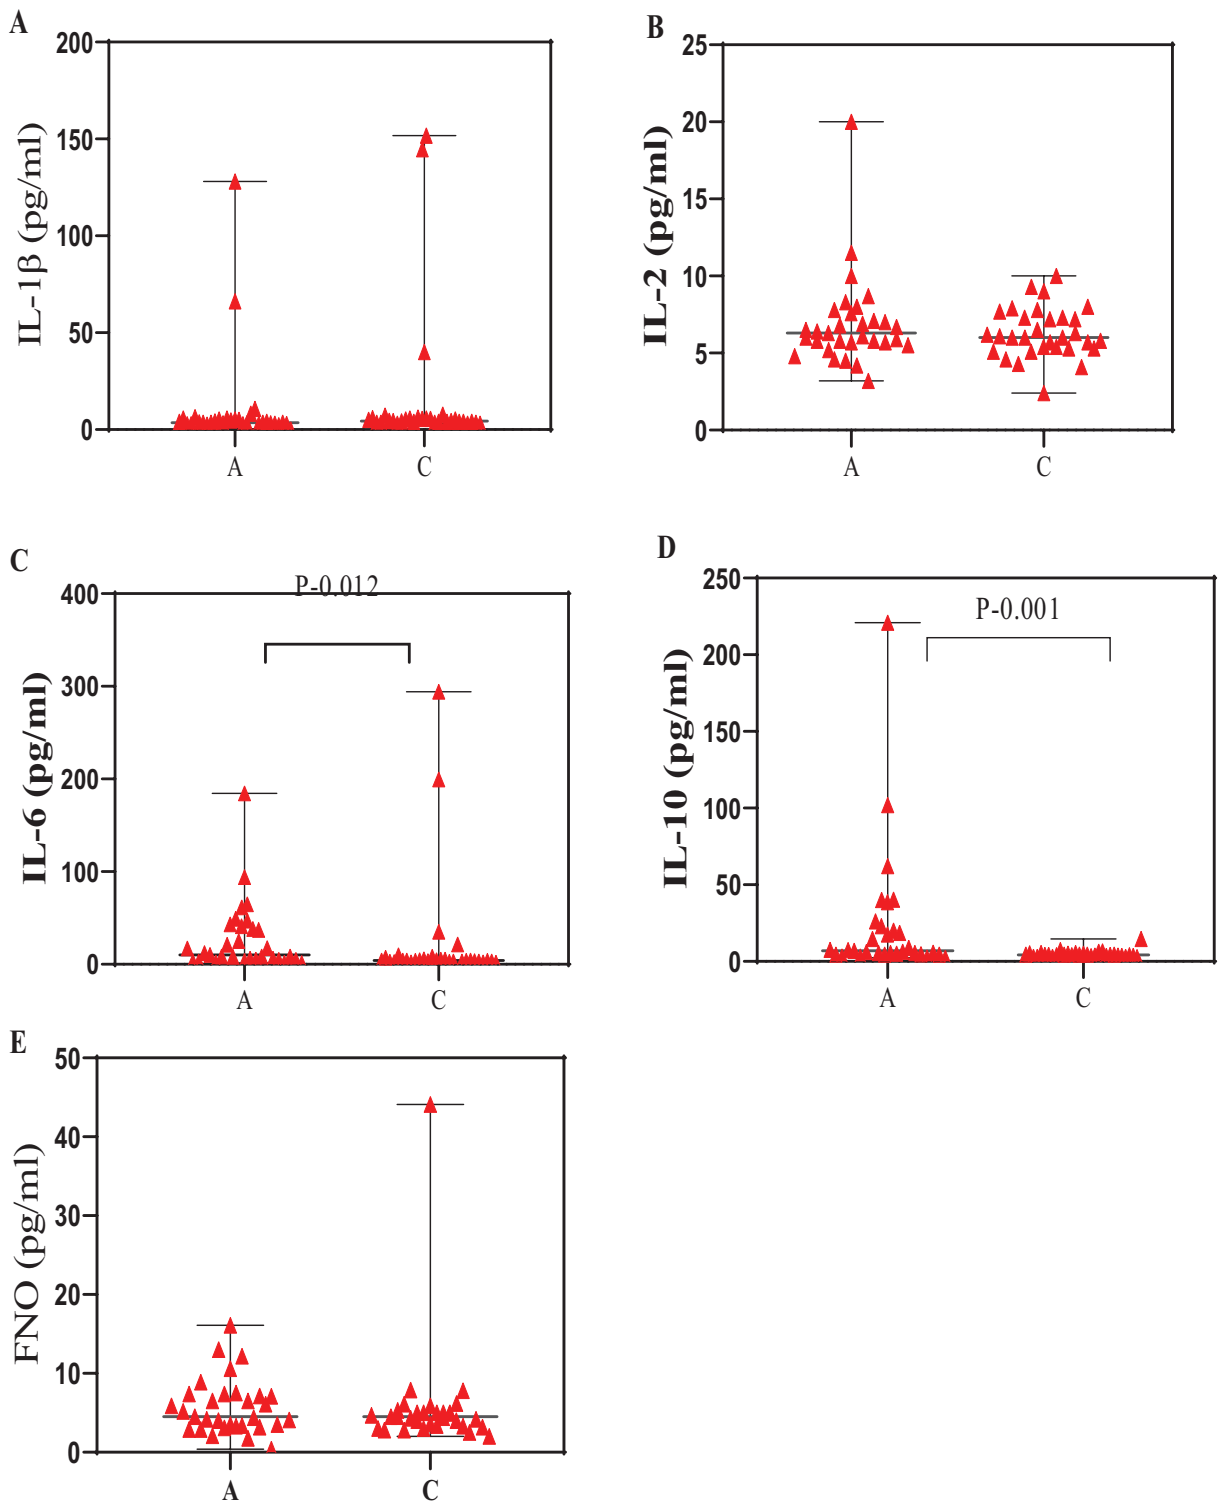 A
200
150
100
50
0
IL-1β (pg/ml)
A
C
B
25
20
15
10
5
0
IL-2 (pg/ml)
A
C
C
P-0.012
400
300
200
100
0
IL-6 (pg/ml)
A
C
D
P-0.001
250
200
150
100
50
0
IL-10 (pg/ml)
A
C
E
50
40
30
20
10
0
FNO (pg/ml)
A
C